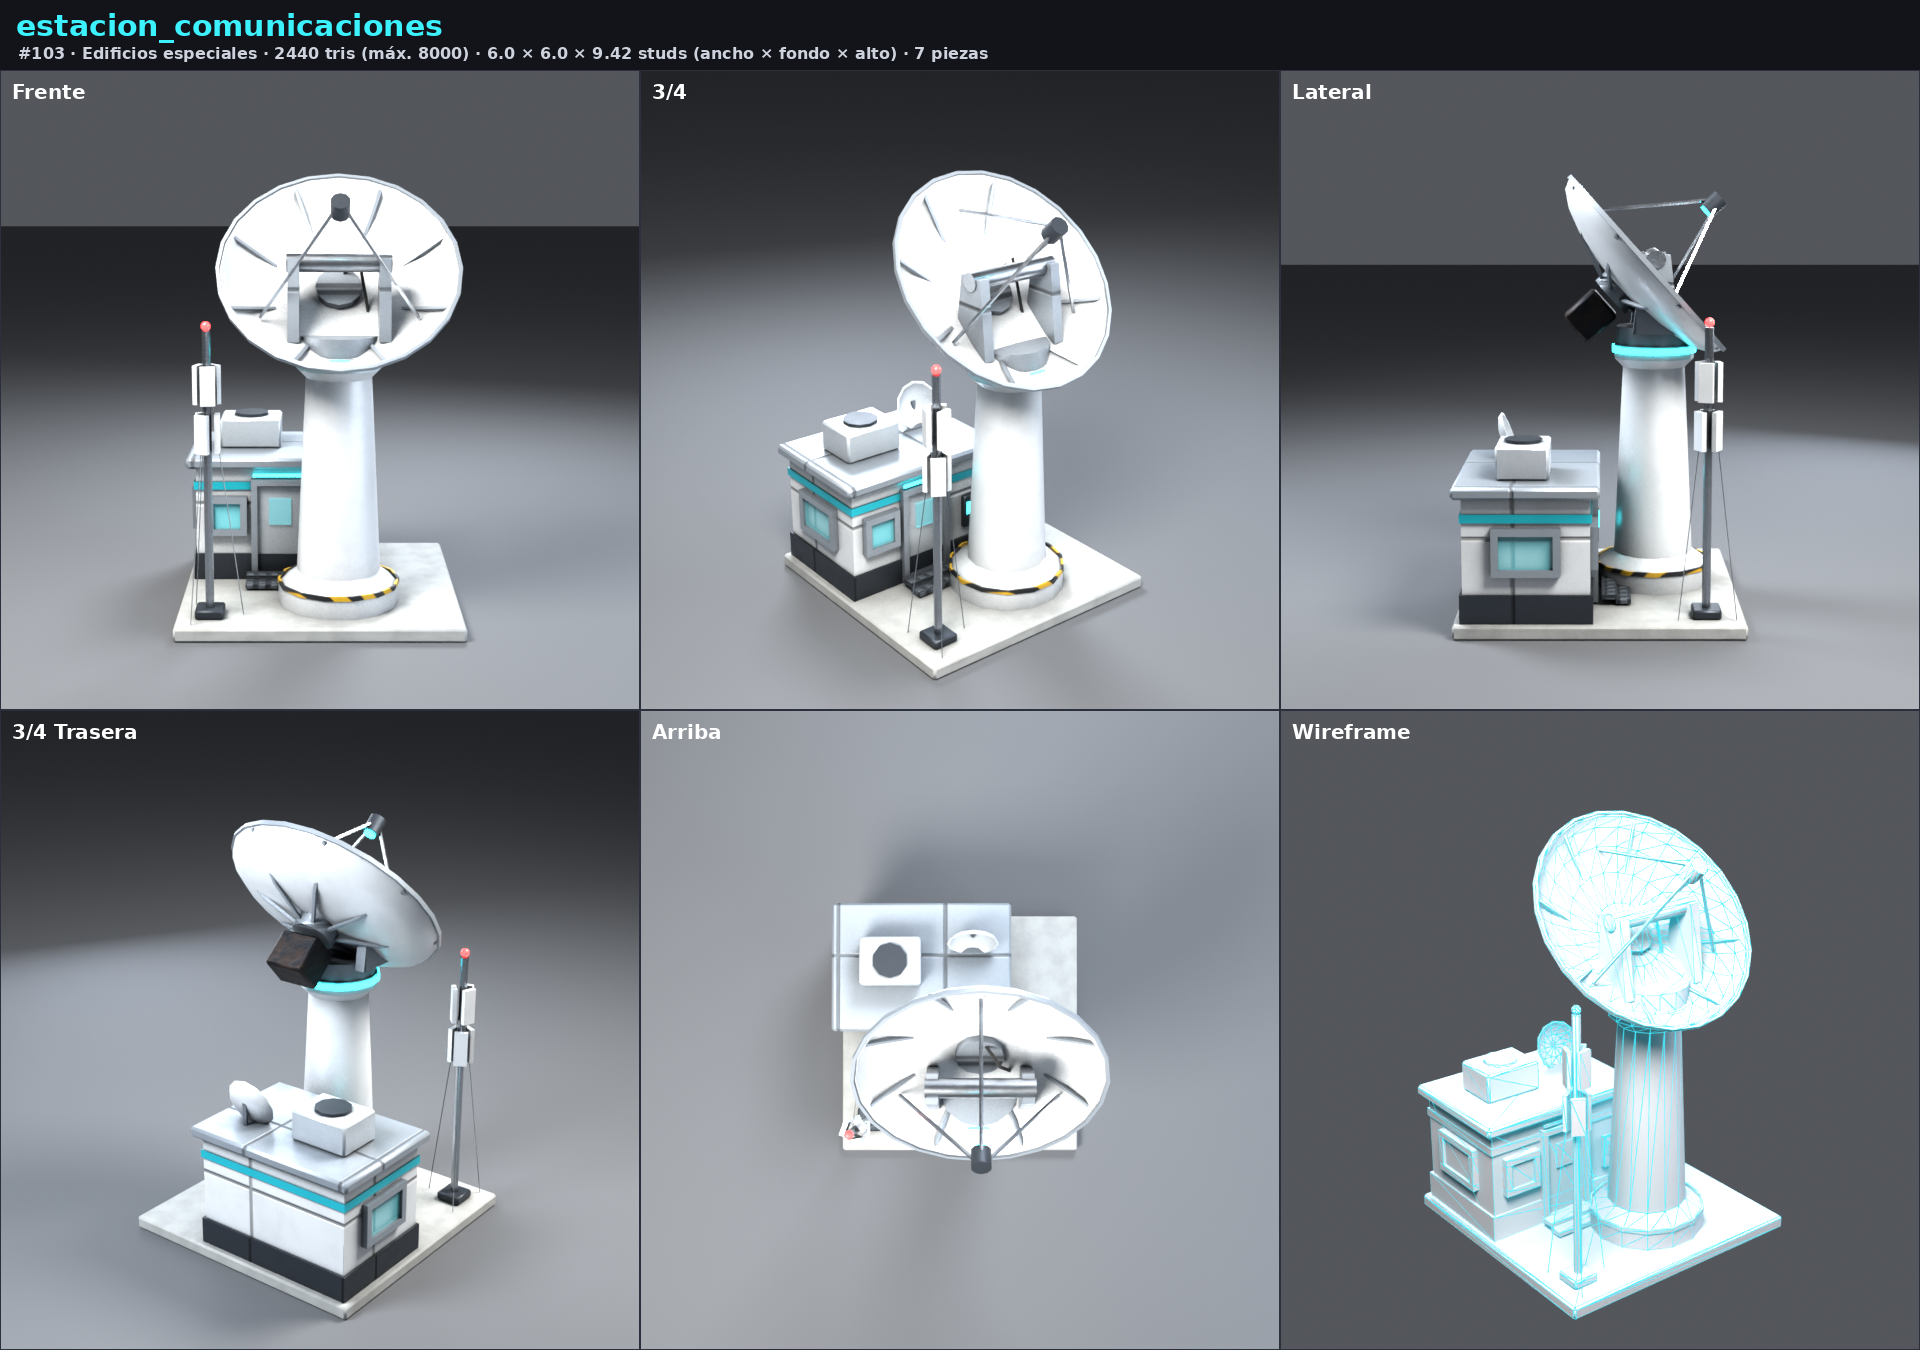 estacion_comunicaciones
#103 · Edificios especiales · 2440 tris (máx. 8000) · 6.0 × 6.0 × 9.42 studs (ancho × fondo × alto) · 7 piezas
Frente
3/4
Lateral
3/4 Trasera
Arriba
Wireframe